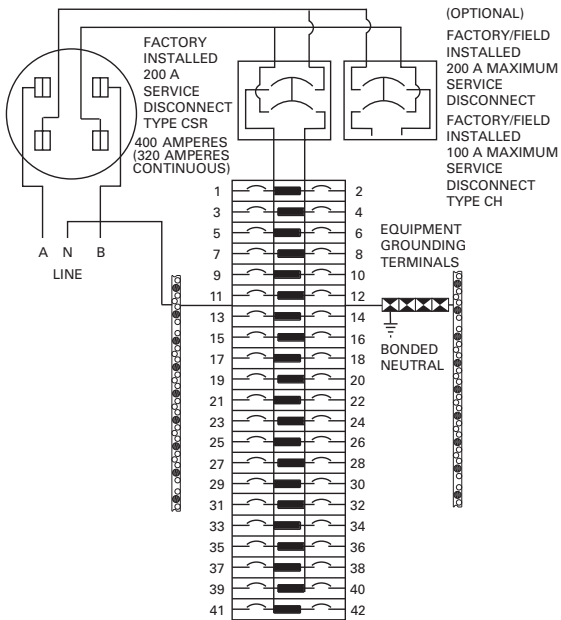 FACTORY
INSTALLED
200 A
SERVICE
DISCONNECT
TYPE CSR
400 AMPERES
(320 AMPERES
CONTINUOUS)
(OPTIONAL)
FACTORY/FIELD
INSTALLED
200 A MAXIMUM
SERVICE
DISCONNECT
FACTORY/FIELD
INSTALLED
100 A MAXIMUM
SERVICE
DISCONNECT
TYPE CH
A N B
LINE
EQUIPMENT
GROUNDING
TERMINALS
BONDED
NEUTRAL
1 2
3 4
5 6
7 8
9 10
11 12
13 14
15 16
17 18
19 20
21 22
23 24
25 26
27 28
29 30
31 32
33 34
35 36
37 38
39 40
41 42